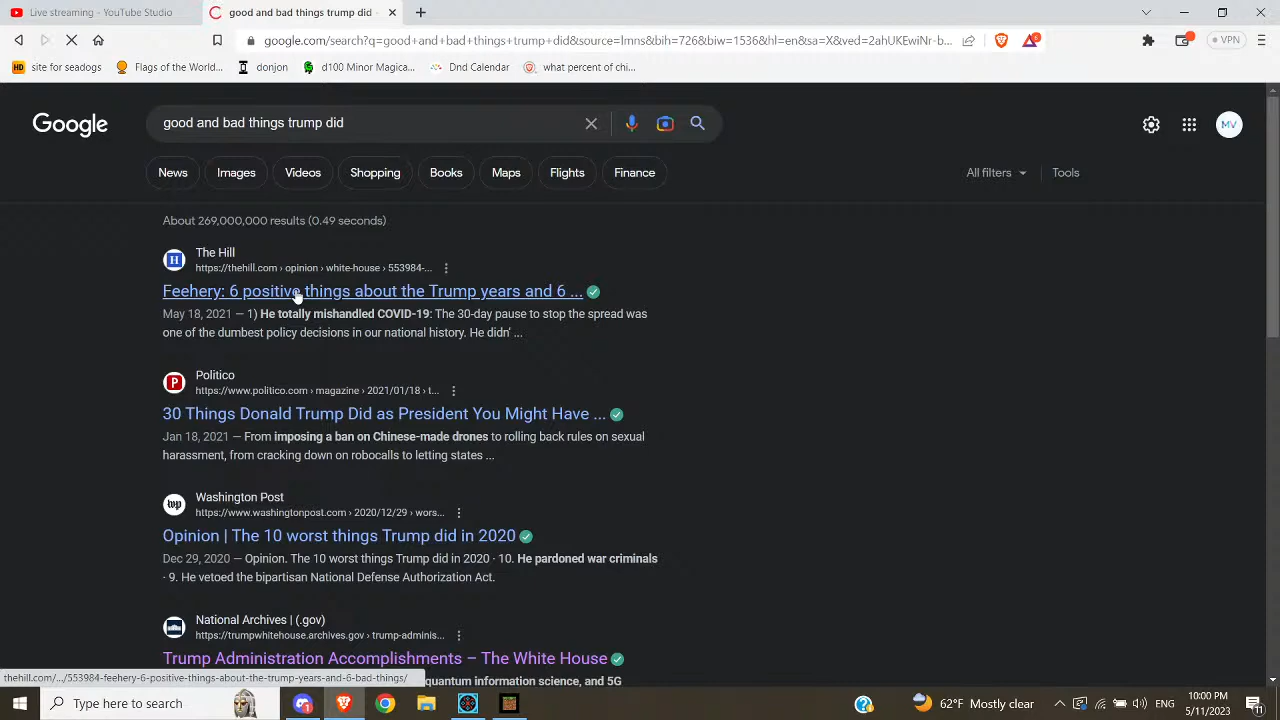 Live streaming - YouTube Studio
good and bad things trump did -
google.com/search?q=good+and+bad+things+trump+did&source=lmns&bih=726&biw=1536&hl=en&sa=X&ved=2ahUKEwiNr-b...
VPN
HD site for seadogs
Flags of the World...
donjon
d100 Minor Magica...
Dnd Calendar
what percent of chi...
Google
good and bad things trump did
MV
News
Images
Videos
Shopping
Books
Maps
Flights
Finance
All filters
Tools
About 269,000,000 results (0.49 seconds)
H
The Hill
https://thehill.com › opinion › white-house › 553984-...
Feehery: 6 positive things about the Trump years and 6 ...
May 18, 2021 — 1) He totally mishandled COVID-19: The 30-day pause to stop the spread was
one of the dumbest policy decisions in our national history. He didn' ...
P
Politico
https://www.politico.com › magazine › 2021/01/18 › t...
30 Things Donald Trump Did as President You Might Have ...
Jan 18, 2021 — From imposing a ban on Chinese-made drones to rolling back rules on sexual
harassment, from cracking down on robocalls to letting states ...
wp
Washington Post
https://www.washingtonpost.com › 2020/12/29 › wors...
Opinion | The 10 worst things Trump did in 2020
Dec 29, 2020 — Opinion. The 10 worst things Trump did in 2020 · 10. He pardoned war criminals
· 9. He vetoed the bipartisan National Defense Authorization Act.
National Archives | (.gov)
https://trumpwhitehouse.archives.gov › trump-adminis...
Trump Administration Accomplishments – The White House
thehill.com/.../553984-feehery-6-positive-things-about-the-trump-years-and-6-bad-things/
quantum information science, and 5G
Type here to search
62°F Mostly clear
ENG
10:00 PM
5/11/2023
11